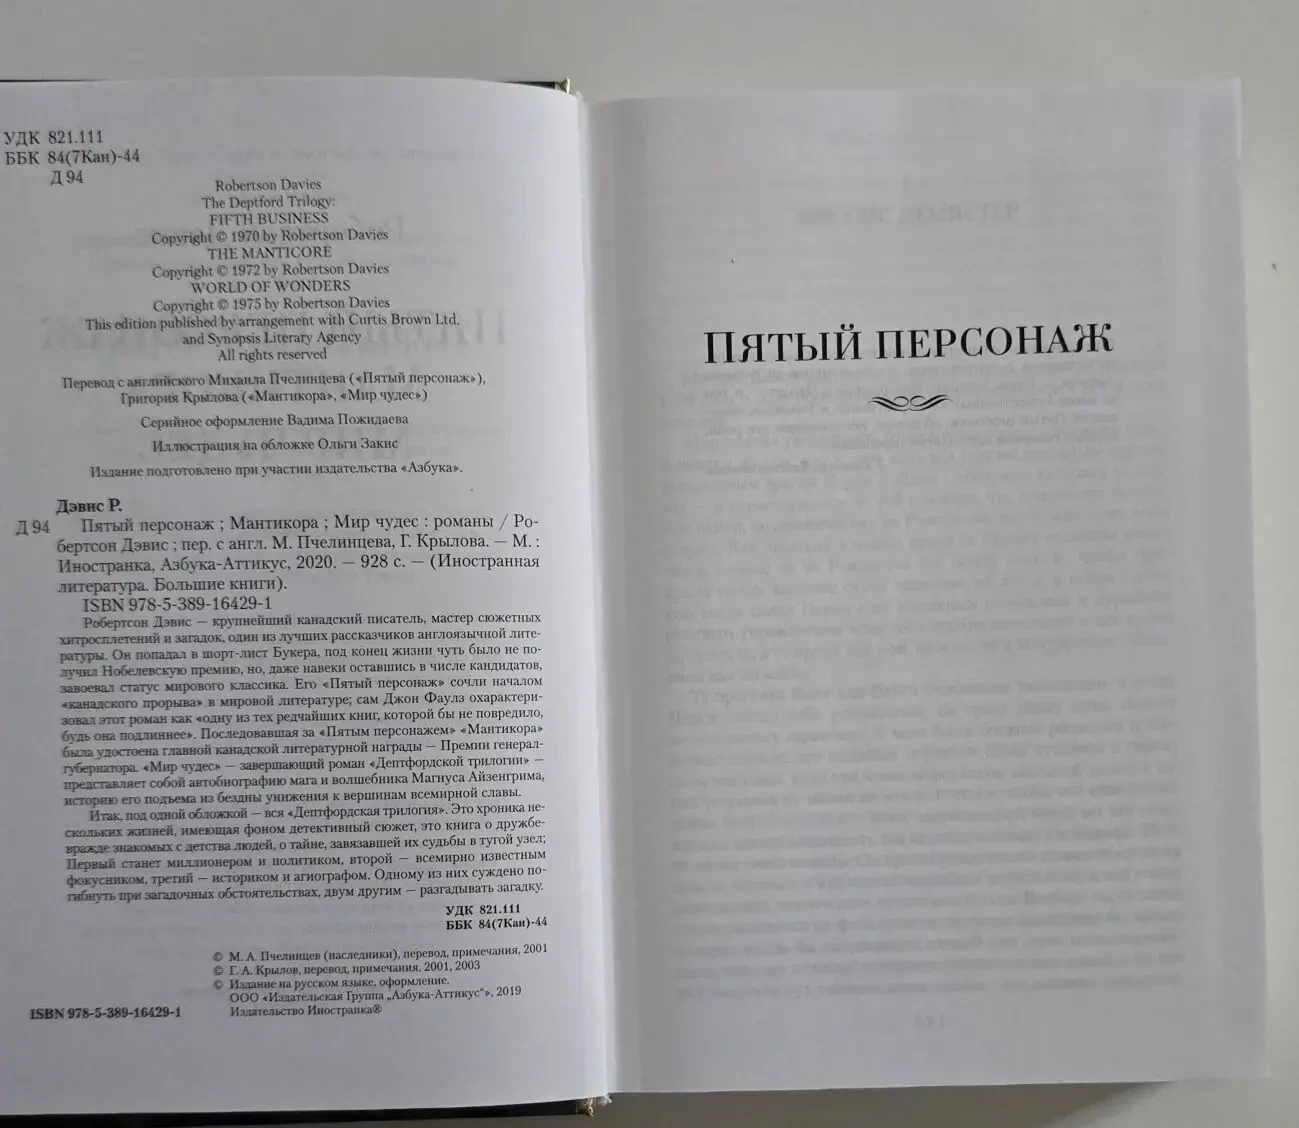 УДК 821.111
ББК 84(7Кан)-44
Д 94
Robertson Davies
The Deptford Trilogy:
FIFTH BUSINESS
Copyright © 1970 by Robertson Davies
THE MANTICORE
Copyright © 1972 by Robertson Davies
WORLD OF WONDERS
Copyright © 1975 by Robertson Davies
This edition published by arrangement with Curtis Brown Ltd.
and Synopsis Literary Agency
All rights reserved
Перевод с английского Михаила Пчелинцева («Пятый персонаж»),
Григория Крылова («Мантикора», «Мир чудес»)
Серийное оформление Вадима Пожидаева
Иллюстрация на обложке Ольги Закис
Издание подготовлено при участии издательства «Азбука».
Дэвис Р.
Д 94 Пятый персонаж ; Мантикора ; Мир чудес : романы / Ро-
бертсон Дэвис ; пер. с англ. М. Пчелинцева, Г. Крылова. — М. :
Иностранка, Азбука-Аттикус, 2020. — 928 с. — (Иностранная
литература. Большие книги).
ISBN 978-5-389-16429-1
Робертсон Дэвис — крупнейший канадский писатель, мастер сюжетных
хитросплетений и загадок, один из лучших рассказчиков англоязычной лите-
ратуры. Он попадал в шорт-лист Букера, под конец жизни чуть было не по-
лучил Нобелевскую премию, но, даже навеки оставшись в числе кандидатов,
завоевал статус мирового классика. Его «Пятый персонаж» сочли началом
«канадского прорыва» в мировой литературе; сам Джон Фаулз охарактери-
зовал этот роман как «одну из тех редчайших книг, которой бы не повредило,
будь она подлиннее». Последовавшая за «Пятым персонажем» «Мантикора»
была удостоена главной канадской литературной награды — Премии генерал-
губернатора. «Мир чудес» — завершающий роман «Дептфордской трилогии» —
представляет собой автобиографию мага и волшебника Магнуса Айзенгрима,
историю его подъема из бездны унижения к вершинам всемирной славы.
Итак, под одной обложкой — вся «Дептфордская трилогия». Это хроника не-
скольких жизней, имеющая фоном детективный сюжет, это книга о дружбе-
вражде знакомых с детства людей, о тайне, завязавшей их судьбы в тугой узел;
Первый станет миллионером и политиком, второй — всемирно известным
фокусником, третий — историком и агиографом. Одному из них суждено по-
гибнуть при загадочных обстоятельствах, двум другим — разгадывать загадку.
УДК 821.111
ББК 84(7Кан)-44
© М. А. Пчелинцев (наследники), перевод, примечания, 2001
© Г. А. Крылов, перевод, примечания, 2001, 2003
© Издание на русском языке, оформление.
ООО «Издательская Группа „Азбука-Аттикус“», 2019
ISBN 978-5-389-16429-1 Издательство Иностранка®
ПЯТЫЙ ПЕРСОНАЖ